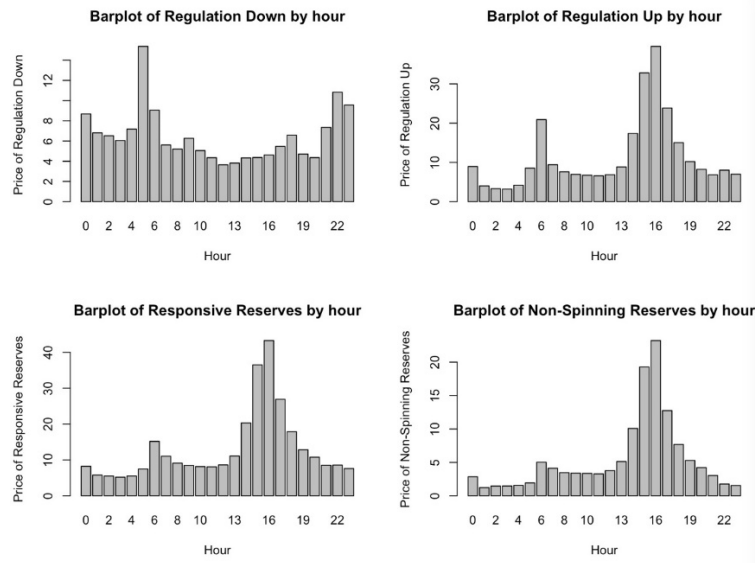 Barplot of Regulation Down by hour
Price of Regulation Down
0 2 4 6 8 12
0 2 4 6 8 10 13 16 19 22
Hour
Barplot of Regulation Up by hour
Price of Regulation Up
0 10 20 30
0 2 4 6 8 10 13 16 19 22
Hour
Barplot of Responsive Reserves by hour
Price of Responsive Reserves
0 10 20 30 40
0 2 4 6 8 10 13 16 19 22
Hour
Barplot of Non-Spinning Reserves by hour
Price of Non-Spinning Reserves
0 5 10 15 20
0 2 4 6 8 10 13 16 19 22
Hour